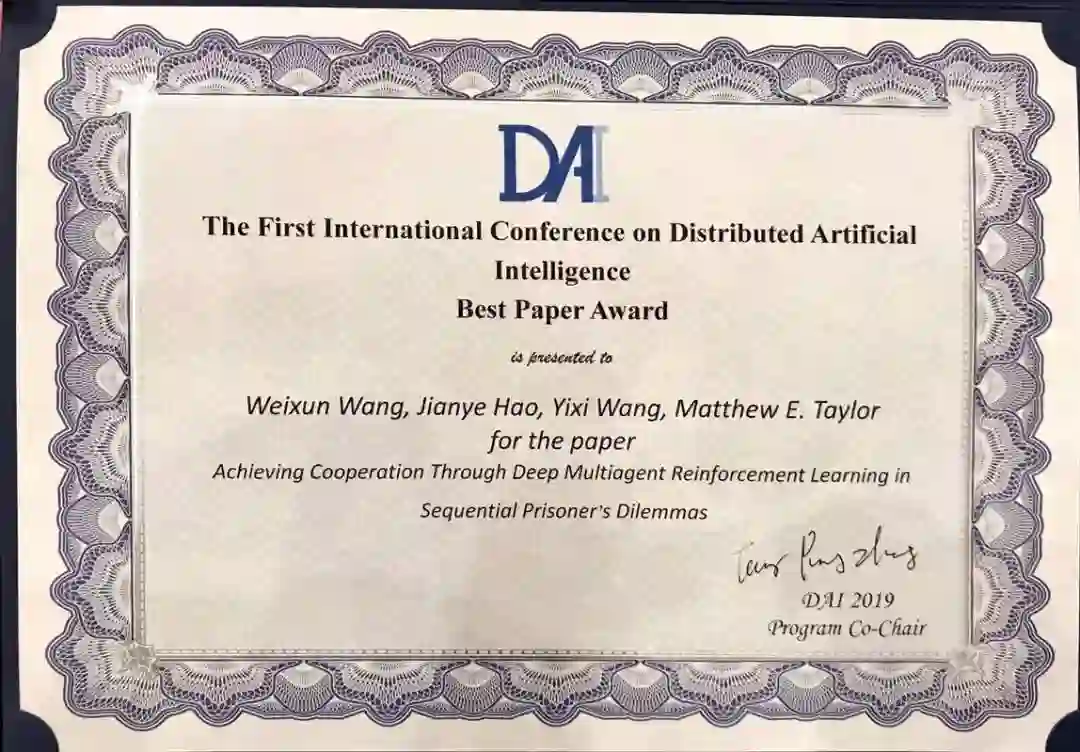 DAI
The First International Conference on Distributed Artificial
Intelligence
Best Paper Award
is presented to
Weixun Wang, Jianye Hao, Yixi Wang, Matthew E. Taylor
for the paper
Achieving Cooperation Through Deep Multiagent Reinforcement Learning in
Sequential Prisoner's Dilemmas
DAI 2019
Program Co-Chair